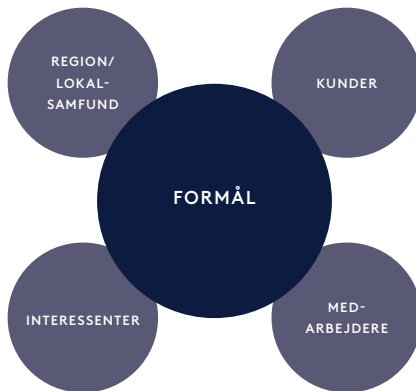 REGION/
LOKAL-
SAMFUND
KUNDER
FORMÅL
INTERESSENTER
MED-
ARBEJDERE